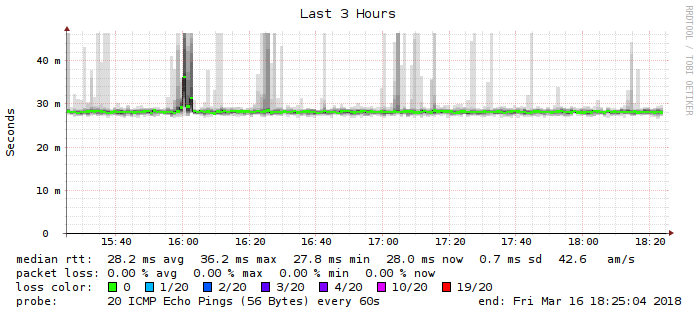 Last 3 Hours
RRDTOOL / TOBI OETIKER
Seconds
40 m
30 m
20 m
10 m
0
15:40 16:00 16:20 16:40 17:00 17:20 17:40 18:00 18:20
median rtt: 28.2 ms avg 36.2 ms max 27.8 ms min 28.0 ms now 0.7 ms sd 42.6 am/s
packet loss: 0.00 % avg 0.00 % max 0.00 % min 0.00 % now
loss color: 0 1/20 2/20 3/20 4/20 10/20 19/20
probe: 20 ICMP Echo Pings (56 Bytes) every 60s end: Fri Mar 16 18:25:04 2018